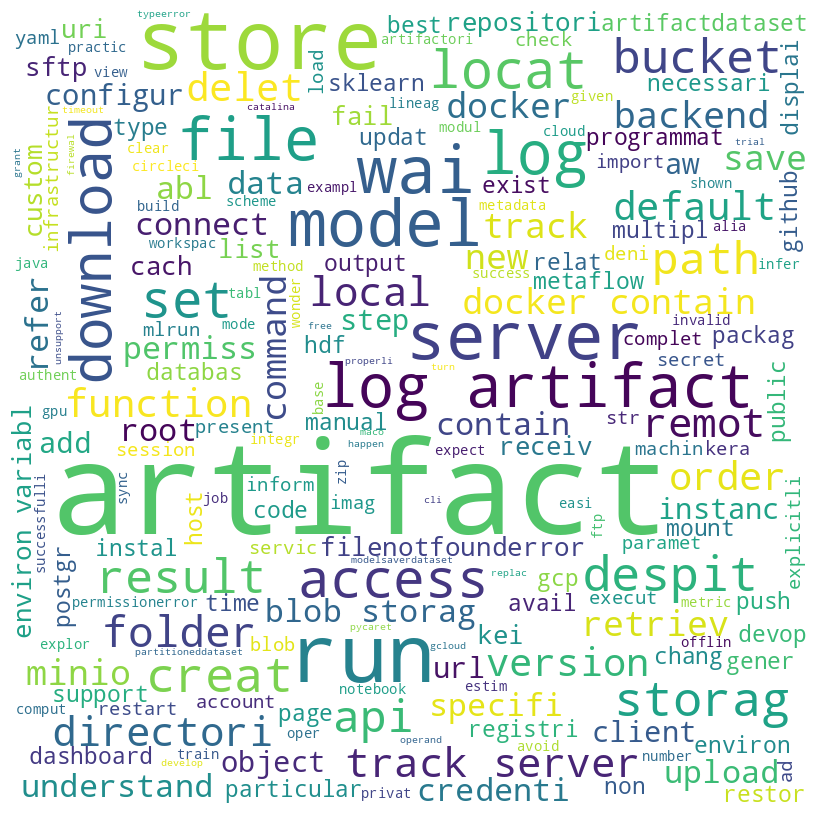 typeerror
store
best
repositori
artifactdataset
yaml
uri
practic
artifactori
check
bucket
sftp
view
load
locat
necessari
displai
configur
delet
sklearn
docker
backend
timeout
catalina
lineag
given
type
file
fail
modul
cloud
trial
grant
firewal
download
clear
circleci
updat
wai
log
programmat
save
custom
infrastructur
abl
data
exampl
exist
import
aw
shown
build
scheme
model
metadata
default
github
connect
track
multipl
alia
workspac
list
new
relat
deni
path
infer
java
cach
method
output
success
metaflow
refer
unsupport
set
tabl
command
wonder
local
docker contain
mlrun
mode
free
step
server
invalid
authent
permiss
hdf
complet
packag
databas
properli
turn
secret
gpu
function
base
log artifact
public
root
present
manual
contain
str
remot
environ variabl
add
session
integr
maco
happen
expect
receiv
machin
kera
successfulli
sync
artifact
zip
job
inform
cli
order
host
code
imag
easi
ftp
instanc
mount
explicitli
instal
servic
filenotfounderror
paramet
postgr
result
modelsaverdataset
access
replac
gcp
despit
permissionerror
time
blob storag
avail
execut
metric
push
folder
pycaret
retriev
explor
partitioneddataset
blob
run
gcloud
url
kei
version
offlin
devop
minio
creat
chang
gener
support
notebook
estim
comput
restart
account
page
api
specifi
storag
directori
oper
operand
registri
client
environ
dashboard
train
object
track server
avoid
number
ad
develop
understand
particular
privat
credenti
non
upload
restor